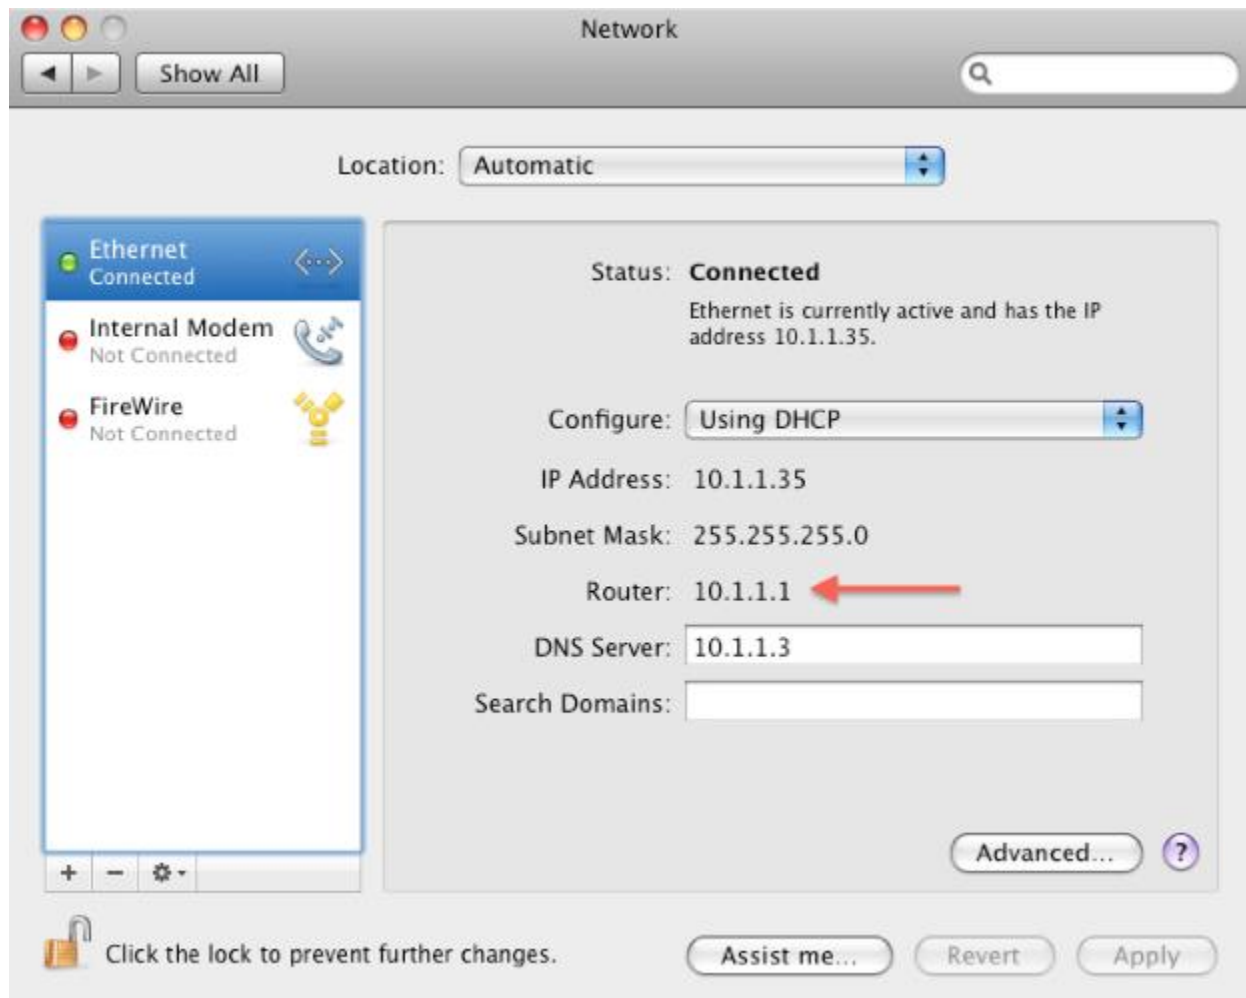 Network
Show All
Location: Automatic
Ethernet
Connected
Internal Modem
Not Connected
FireWire
Not Connected
Status: Connected
Ethernet is currently active and has the IP
address 10.1.1.35.
Configure: Using DHCP
IP Address: 10.1.1.35
Subnet Mask: 255.255.255.0
Router: 10.1.1.1
DNS Server: 10.1.1.3
Search Domains:
Advanced... ?
Click the lock to prevent further changes.
Assist me... Revert Apply